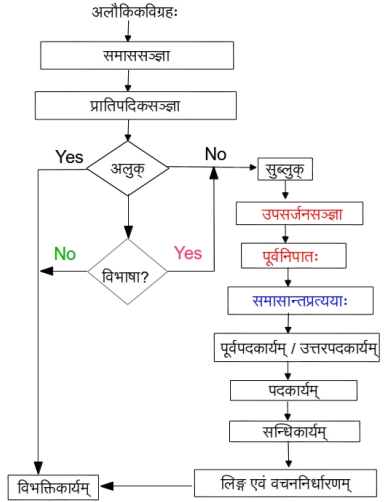 अलौकिकविग्रहः
समाससञ्ज्ञा
प्रातिपदिकसञ्ज्ञा
Yes
अलुक्
No
सुब्लुक्
उपसर्जनसञ्ज्ञा
No
विभाषा?
Yes
पूर्वनिपातः
समासान्तप्रत्ययाः
पूर्वपदकार्यम् / उत्तरपदकार्यम्
पदकार्यम्
सन्धिकार्यम्
विभक्तिकार्यम्
लिङ्ग एवं वचननिर्धारणम्